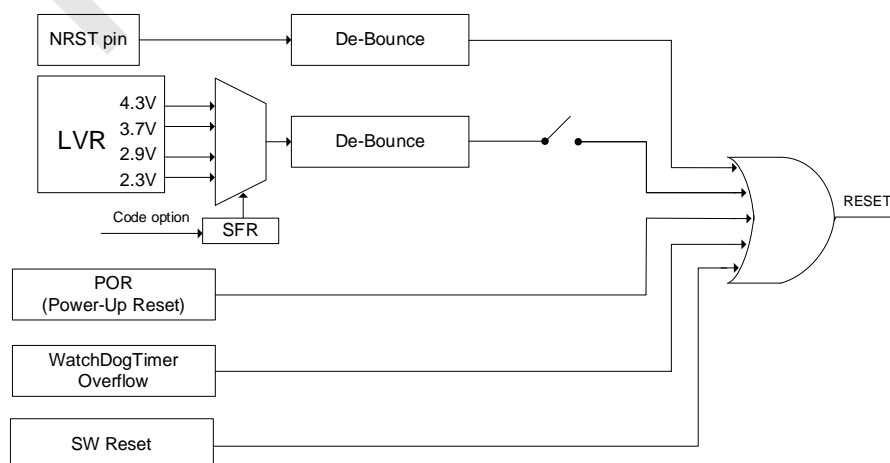 NRST pin
De-Bounce
LVR
4.3V
3.7V
2.9V
2.3V
De-Bounce
Code option
SFR
RESET
POR
(Power-Up Reset)
WatchDogTimer
Overflow
SW Reset